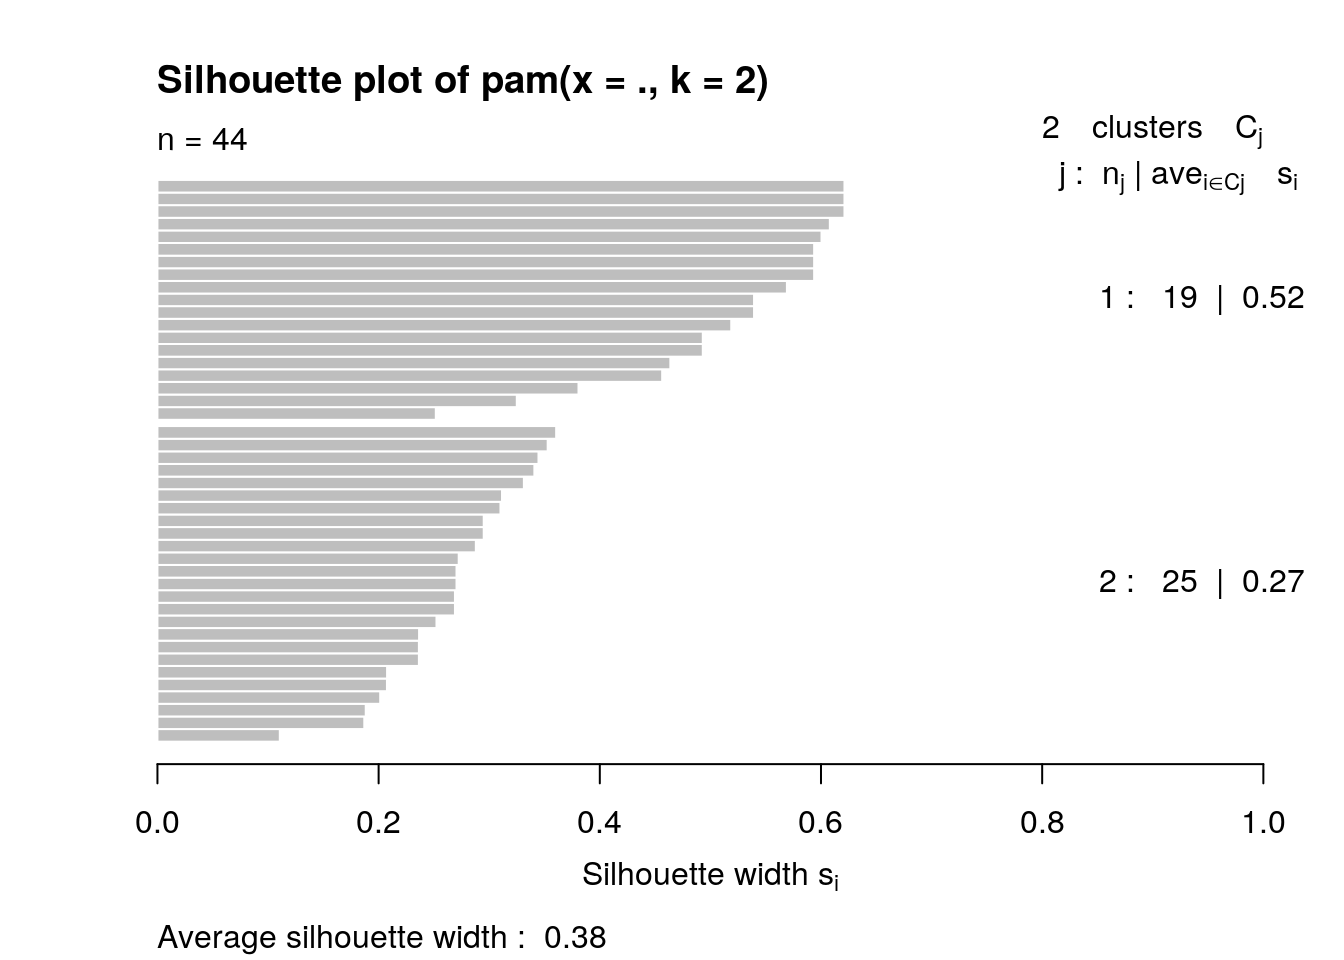 Silhouette plot of pam(x = ., k = 2)
n = 44
2 clusters Cj
j : nj | avei∈Cj si
1 : 19 | 0.52
2 : 25 | 0.27
0.0 0.2 0.4 0.6 0.8 1.0
Silhouette width si
Average silhouette width : 0.38